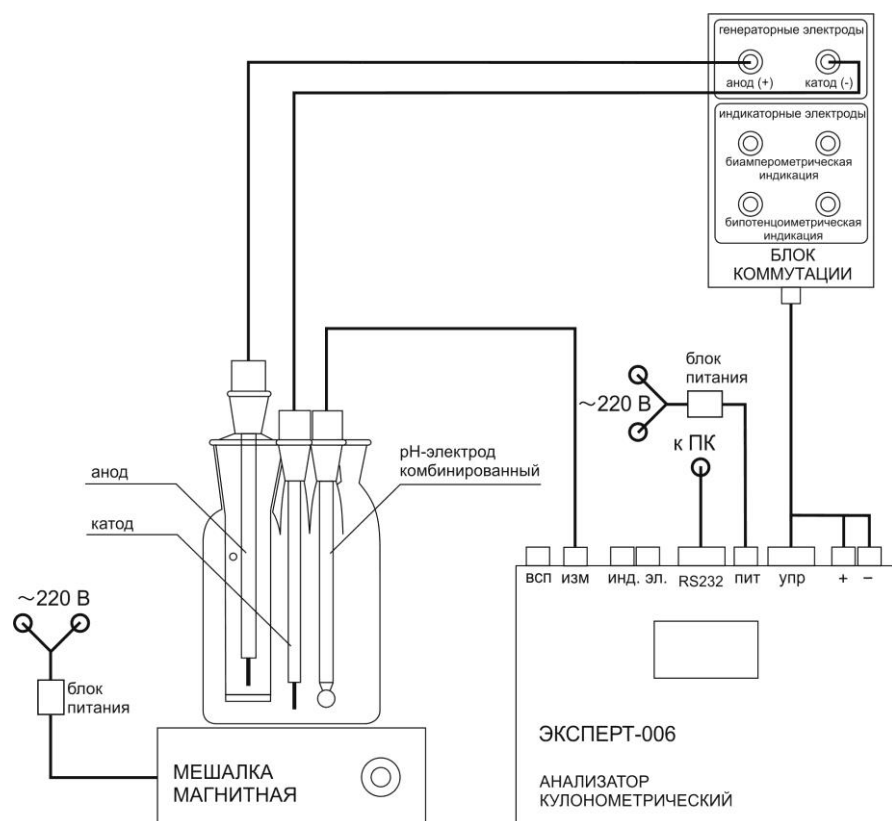 генераторные электроды
анод (+) катод (-)
индикаторные электроды
биамперометрическая
индикация
бипотенцоиметрическая
индикация
БЛОК
КОММУТАЦИИ
блок
питания
~220 В
к ПК
pH-электрод
комбинированный
анод
катод
~220 В
блок
питания
МЕШАЛКА
МАГНИТНАЯ
всп изм инд. эл. RS232 пит упр + –
ЭКСПЕРТ-006
АНАЛИЗАТОР
КУЛОНОМЕТРИЧЕСКИЙ